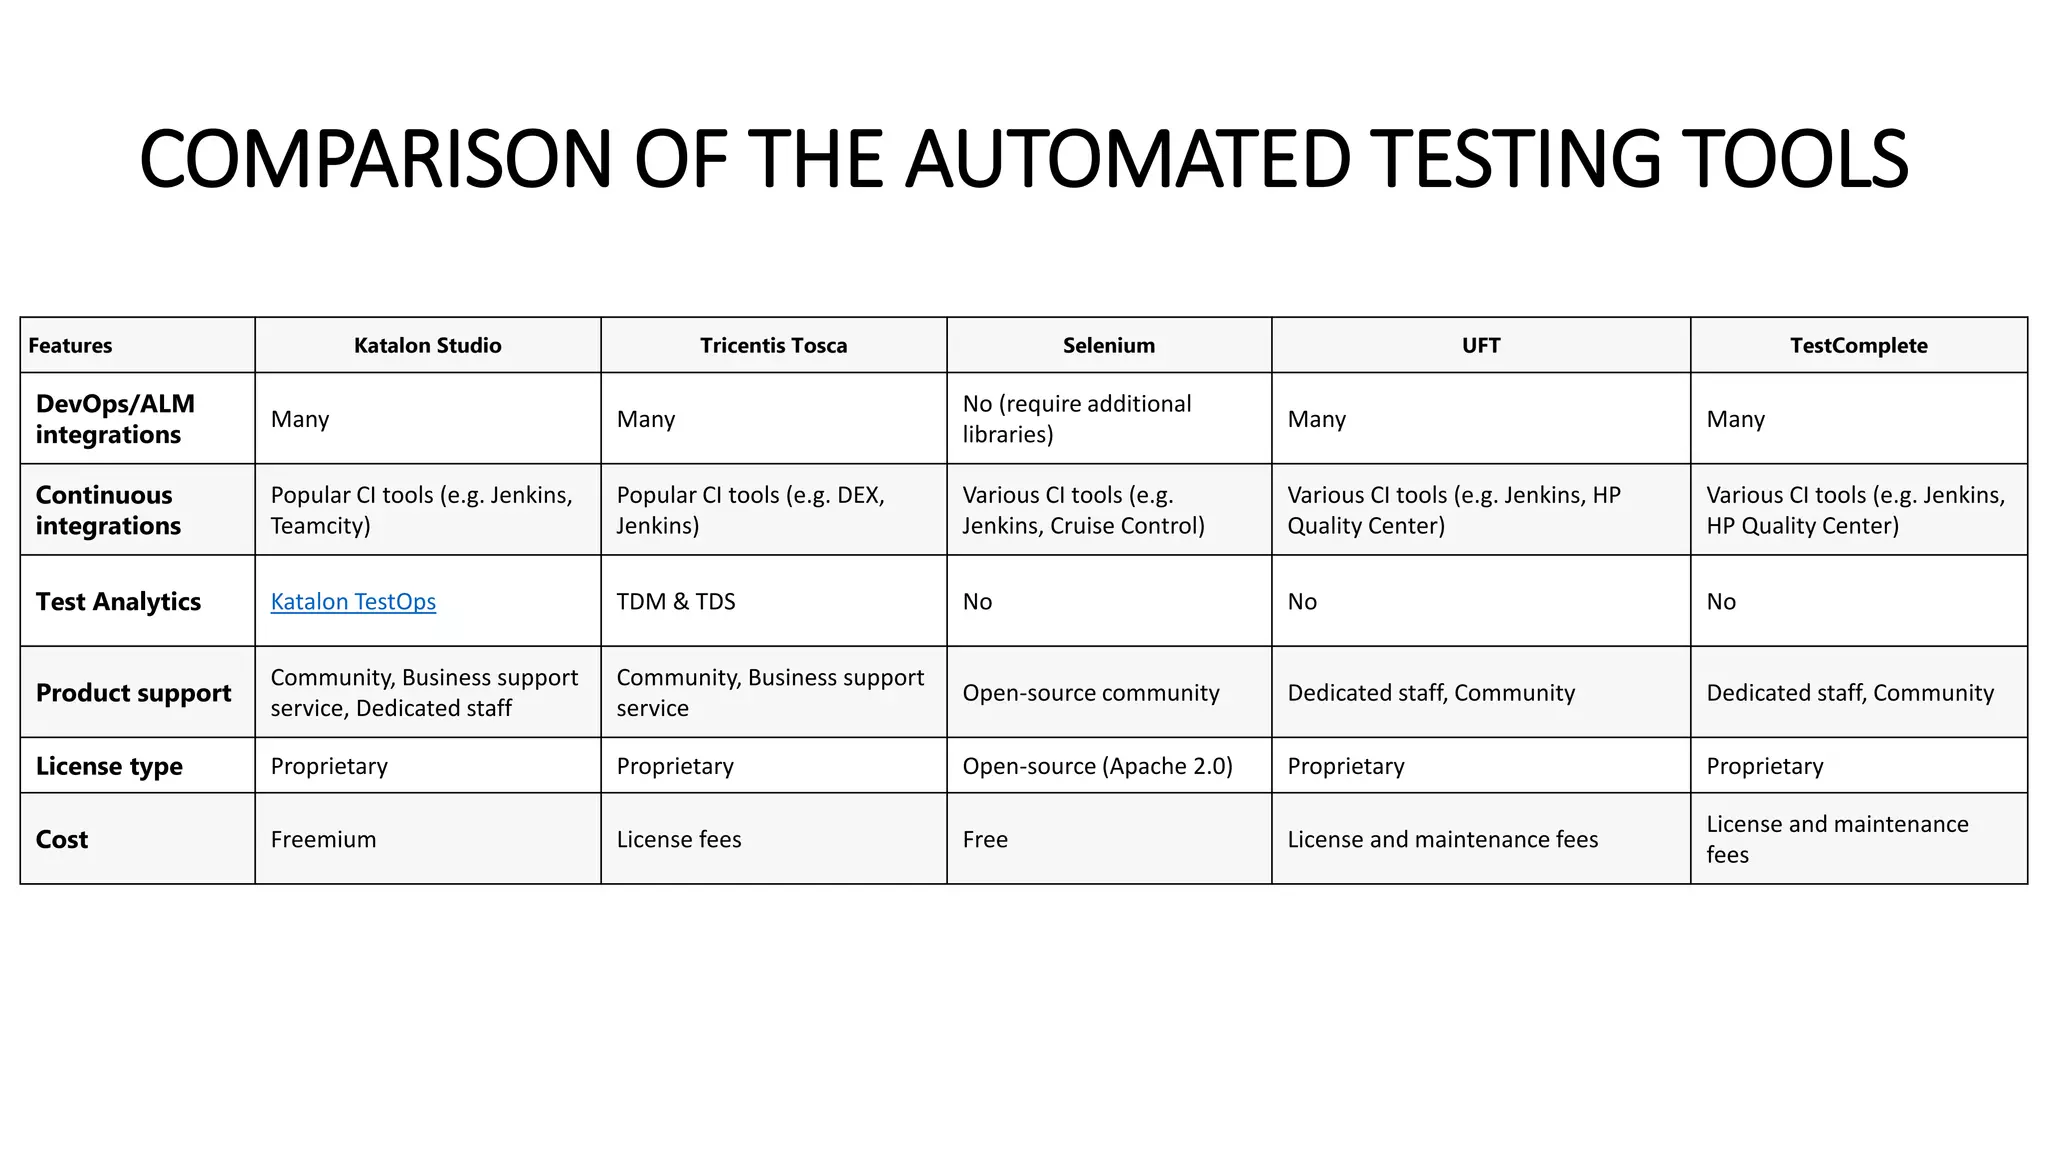 COMPARISON OF THE AUTOMATED TESTING TOOLS
Features
Katalon Studio
Tricentis Tosca
Selenium
UFT
TestComplete
DevOps/ALM
integrations
Many
Many
No (require additional
libraries)
Many
Many
Continuous
integrations
Popular CI tools (e.g. Jenkins,
Teamcity)
Popular CI tools (e.g. DEX,
Jenkins)
Various CI tools (e.g.
Jenkins, Cruise Control)
Various CI tools (e.g. Jenkins, HP
Quality Center)
Various CI tools (e.g. Jenkins,
HP Quality Center)
Test Analytics
Katalon TestOps
TDM & TDS
No
No
No
Product support
Community, Business support
service, Dedicated staff
Community, Business support
service
Open-source community
Dedicated staff, Community
Dedicated staff, Community
License type
Proprietary
Proprietary
Open-source (Apache 2.0)
Proprietary
Proprietary
Cost
Freemium
License fees
Free
License and maintenance fees
License and maintenance
fees